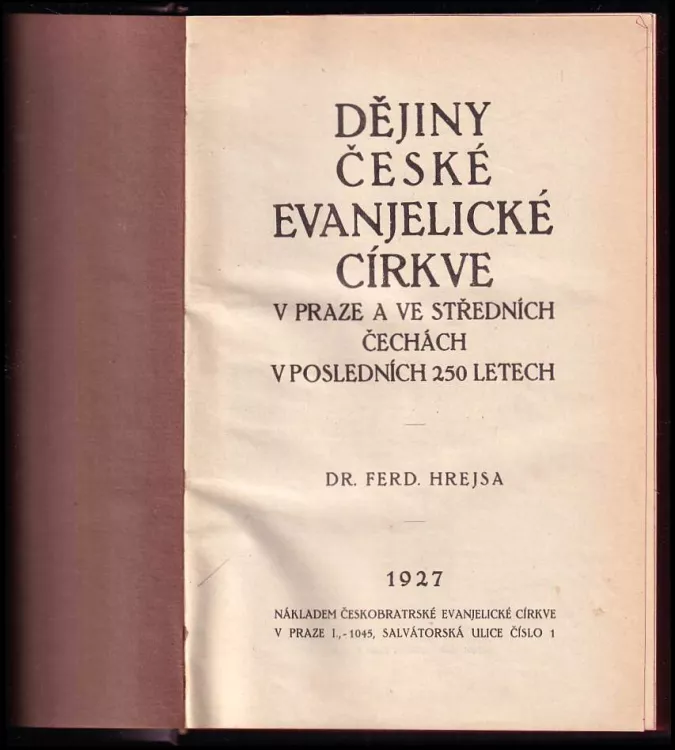 DĚJINY
ČESKÉ
EVANJELICKÉ
CÍRKVE
V PRAZE A VE STŘEDNÍCH
ČECHÁCH
V POSLEDNÍCH 250 LETECH
DR. FERD. HREJSA
1927
NÁKLADEM ČESKOBRATRSKÉ EVANJELICKÉ CÍRKVE
V PRAZE I.,-1045, SALVÁTORSKÁ ULICE ČÍSLO 1